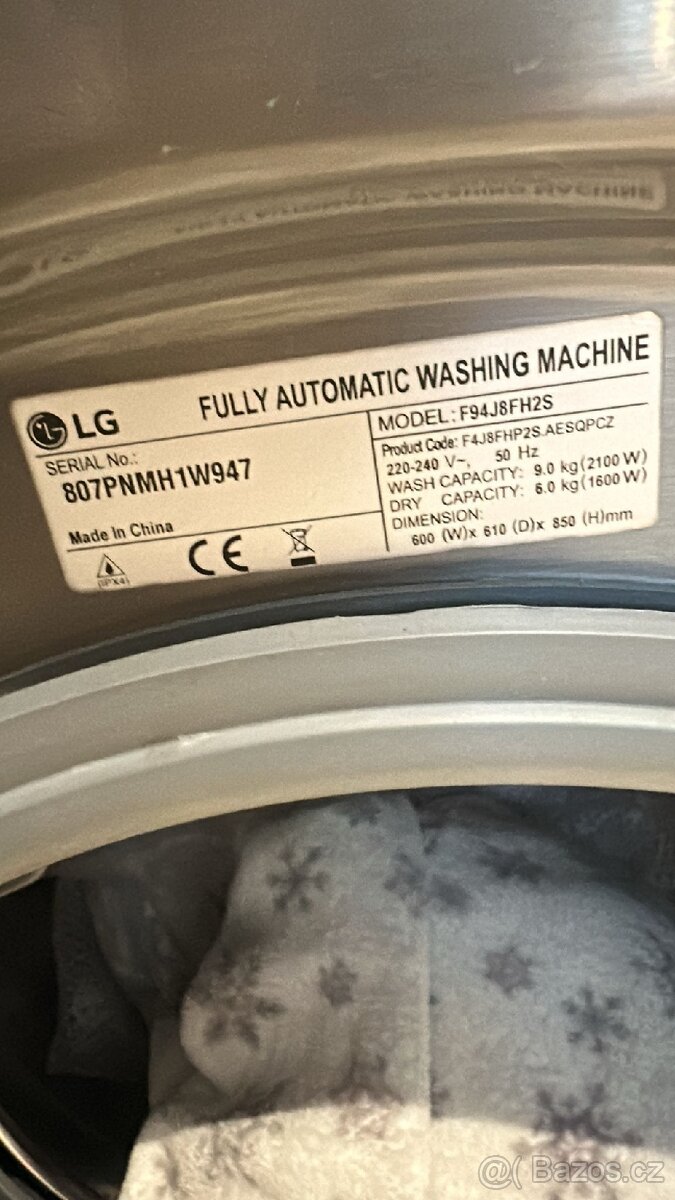 LG FULLY AUTOMATIC WASHING MACHINE
SERIAL No.:
807PNMH1W947
Made In China
(IPX4)
CE
MODEL: F94J8FH2S
Product Code: F4J8FHP2S.AESQPCZ
220-240 V~, 50 Hz
WASH CAPACITY: 9.0 kg(2100 W)
DRY CAPACITY: 6.0 kg(1600 W)
DIMENSION:
600 (W)x 610 (D)x 850 (H)mm
@( Bazos.cz